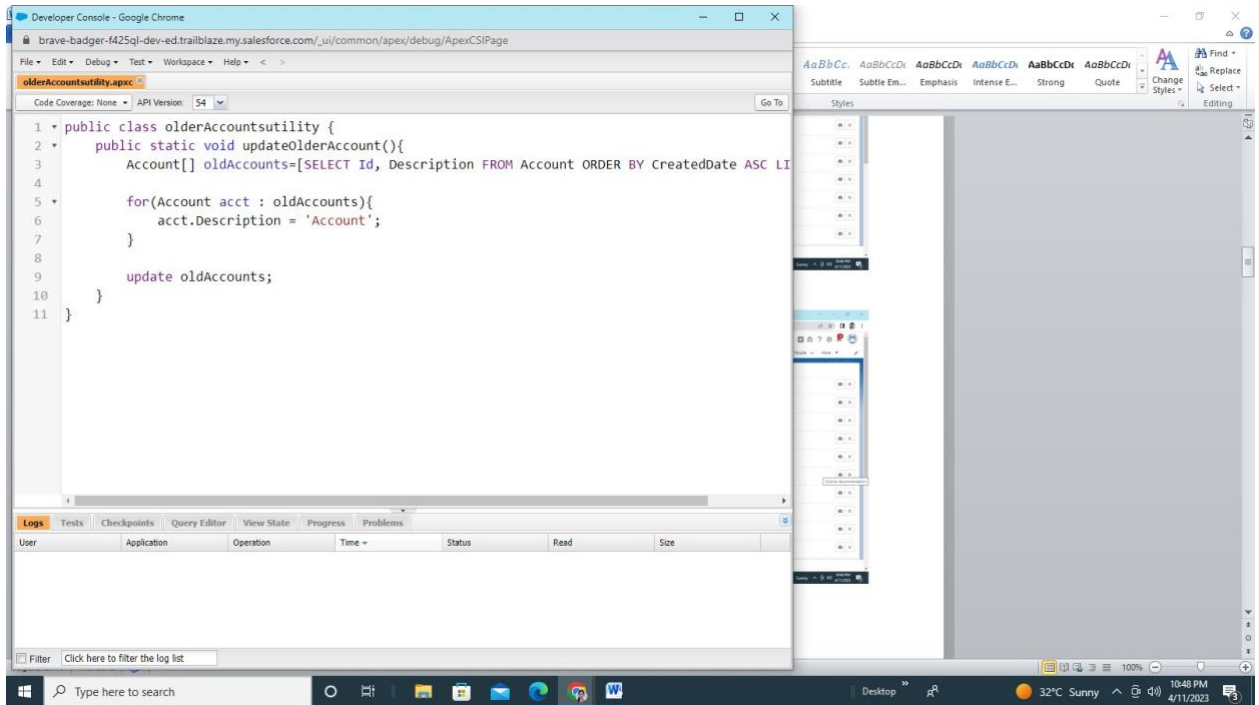 Developer Console - Google Chrome
brave-badger-f425ql-dev-ed.trailblaze.my.salesforce.com/_ui/common/apex/debug/ApexCSIPage
File Edit Debug Test Workspace Help < >
olderAccountsutility.apxc
Code Coverage: None API Version: 54 Go To
1 public class olderAccountsutility {
2 public static void updateOlderAccount(){
3 Account[] oldAccounts=[SELECT Id, Description FROM Account ORDER BY CreatedDate ASC LI
4
5 for(Account acct : oldAccounts){
6 acct.Description = 'Account';
7 }
8
9 update oldAccounts;
10 }
11 }
Logs Tests Checkpoints Query Editor View State Progress Problems
User Application Operation Time Status Read Size
Filter Click here to filter the log list
AaBbCc. AaBbCcDc AaBbCcDc AaBbCcDc AaBbCcDc AaBbCcDc
Subtitle Subtle Em... Emphasis Intense E... Strong Quote
Change Styles
Styles
Find
Replace
Select
Editing
100%
Type here to search
Desktop
32°C Sunny
10:48 PM
4/11/2023